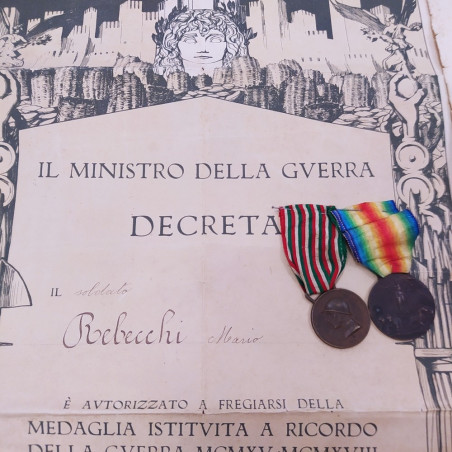 IL MINISTRO DELLA GVERRA
DECRETA
IL soldato
Rebecchi Mario
È AVTORIZZATO A FREGIARSI DELLA
MEDAGLIA ISTITVITA A RICORDO
DELLA GVERRA MCMXV-MCMXVIII